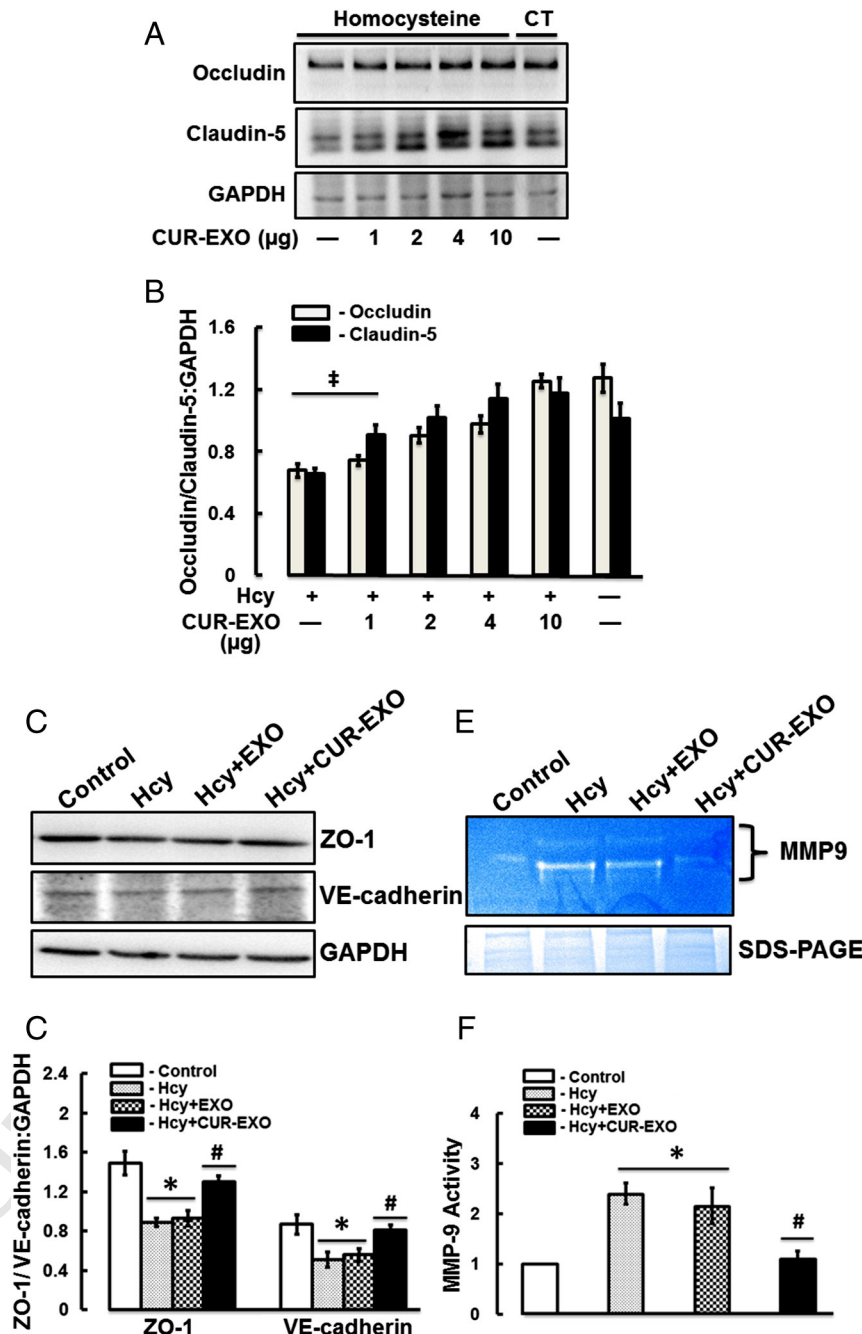 A
Homocysteine CT
Occludin
Claudin-5
GAPDH
CUR-EXO (µg) — 1 2 4 10 —
B
- Occludin
- Claudin-5
Occludin/Claudin-5:GAPDH
1.6
1.2
0.8
0.4
0
‡
Hcy + + + + + —
CUR-EXO (µg) — 1 2 4 10 —
C
Control Hcy Hcy+EXO Hcy+CUR-EXO
ZO-1
VE-cadherin
GAPDH
E
Control Hcy Hcy+EXO Hcy+CUR-EXO
MMP9
SDS-PAGE
C
- Control
- Hcy
- Hcy+EXO
- Hcy+CUR-EXO
ZO-1/ VE-cadherin:GAPDH
2.4
2
1.6
1.2
0.8
0.4
0
* # * #
ZO-1 VE-cadherin
F
- Control
- Hcy
- Hcy+EXO
- Hcy+CUR-EXO
MMP-9 Activity
4
3
2
1
0
* #